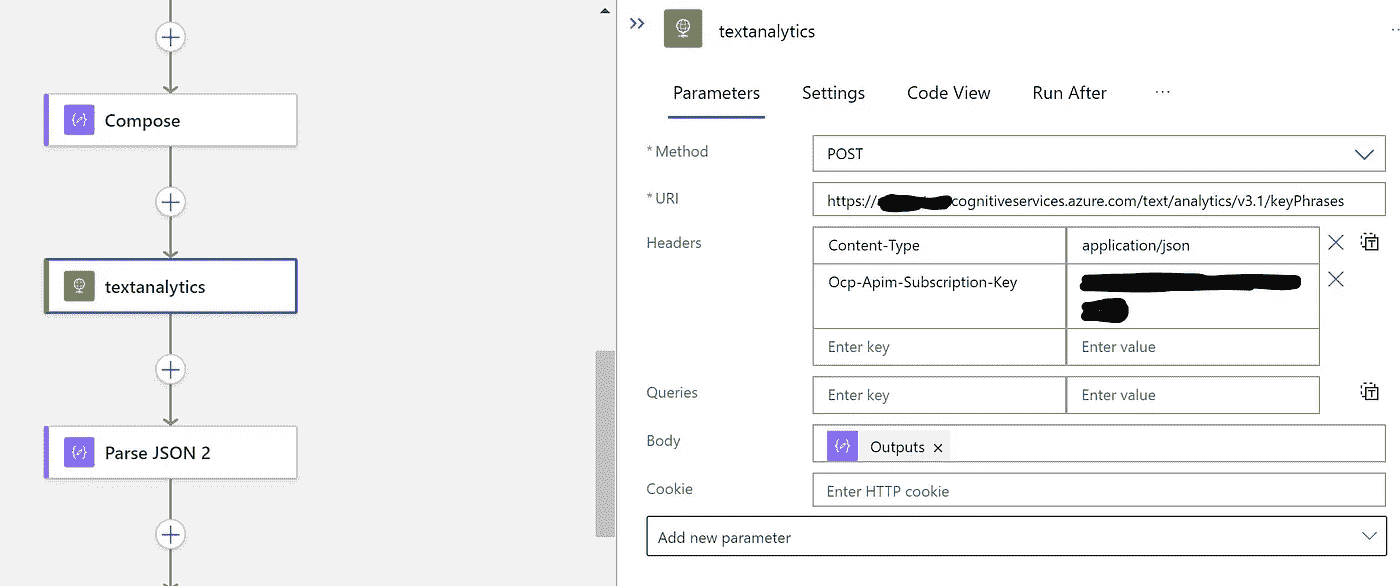 Compose
textanalytics
Parse JSON 2
textanalytics
Parameters Settings Code View Run After ...
* Method POST
* URI https:// cognitiveservices.azure.com/text/analytics/v3.1/keyPhrases
Headers Content-Type application/json
Ocp-Apim-Subscription-Key
Enter key Enter value
Queries Enter key Enter value
Body Outputs ×
Cookie Enter HTTP cookie
Add new parameter